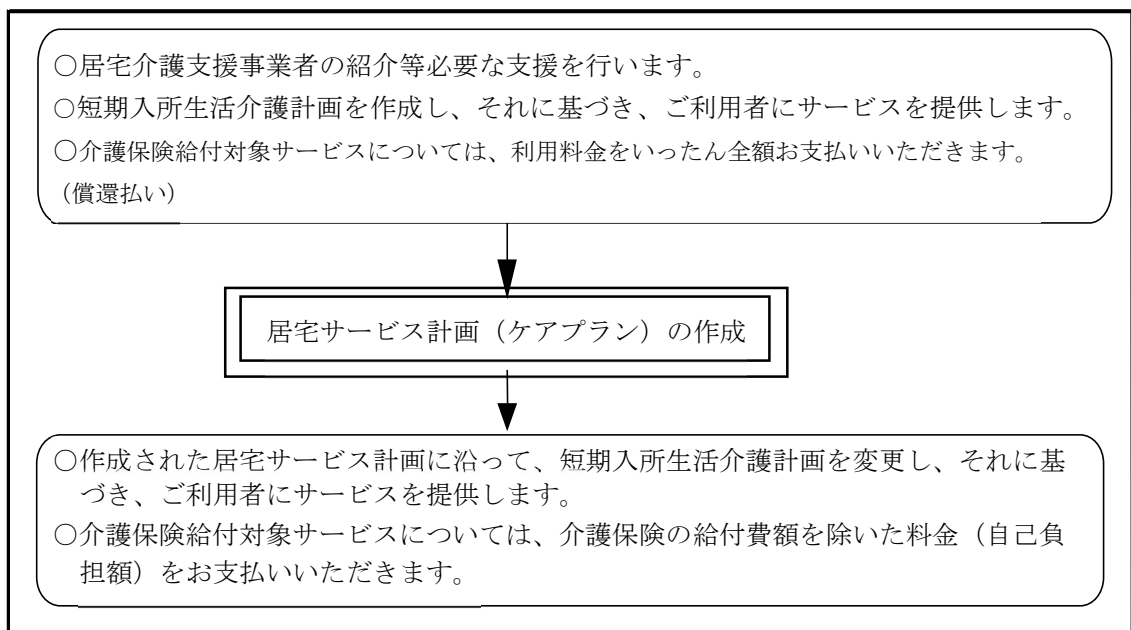 ○居宅介護支援事業者の紹介等必要な支援を行います。
○短期入所生活介護計画を作成し、それに基づき、ご利用者にサービスを提供します。
○介護保険給付対象サービスについては、利用料金をいったん全額お支払いいただきます。
（償還払い）
居宅サービス計画（ケアプラン）の作成
○作成された居宅サービス計画に沿って、短期入所生活介護計画を変更し、それに基
づき、ご利用者にサービスを提供します。
○介護保険給付対象サービスについては、介護保険の給付費額を除いた料金（自己負
担額）をお支払いいただきます。